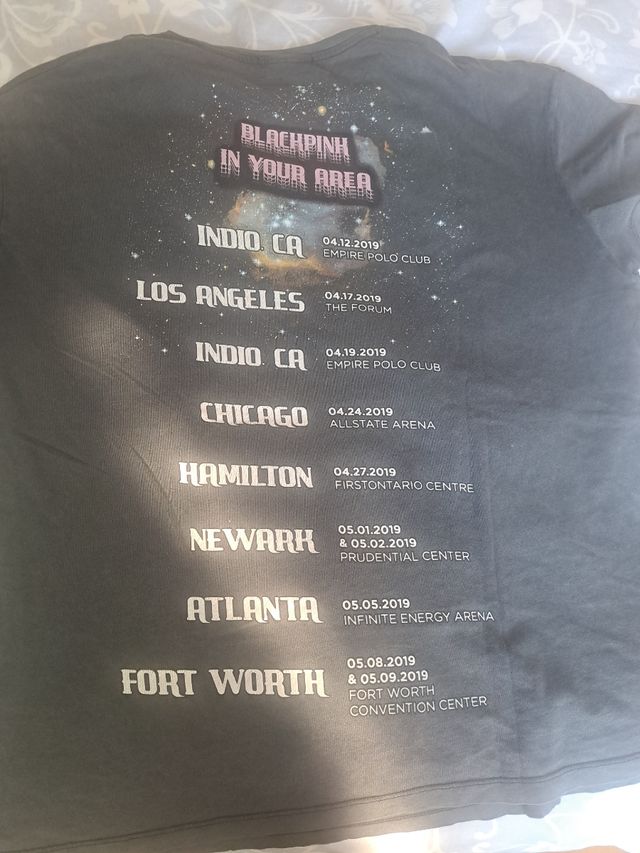 BLACKPINK
IN YOUR AREA
INDIO, CA
04.12.2019
EMPIRE POLO CLUB
LOS ANGELES
04.17.2019
THE FORUM
INDIO, CA
04.19.2019
EMPIRE POLO CLUB
CHICAGO
04.24.2019
ALLSTATE ARENA
HAMILTON
04.27.2019
FIRSTONTARIO CENTRE
NEWARK
05.01.2019
& 05.02.2019
PRUDENTIAL CENTER
ATLANTA
05.05.2019
INFINITE ENERGY ARENA
FORT WORTH
05.08.2019
& 05.09.2019
FORT WORTH
CONVENTION CENTER